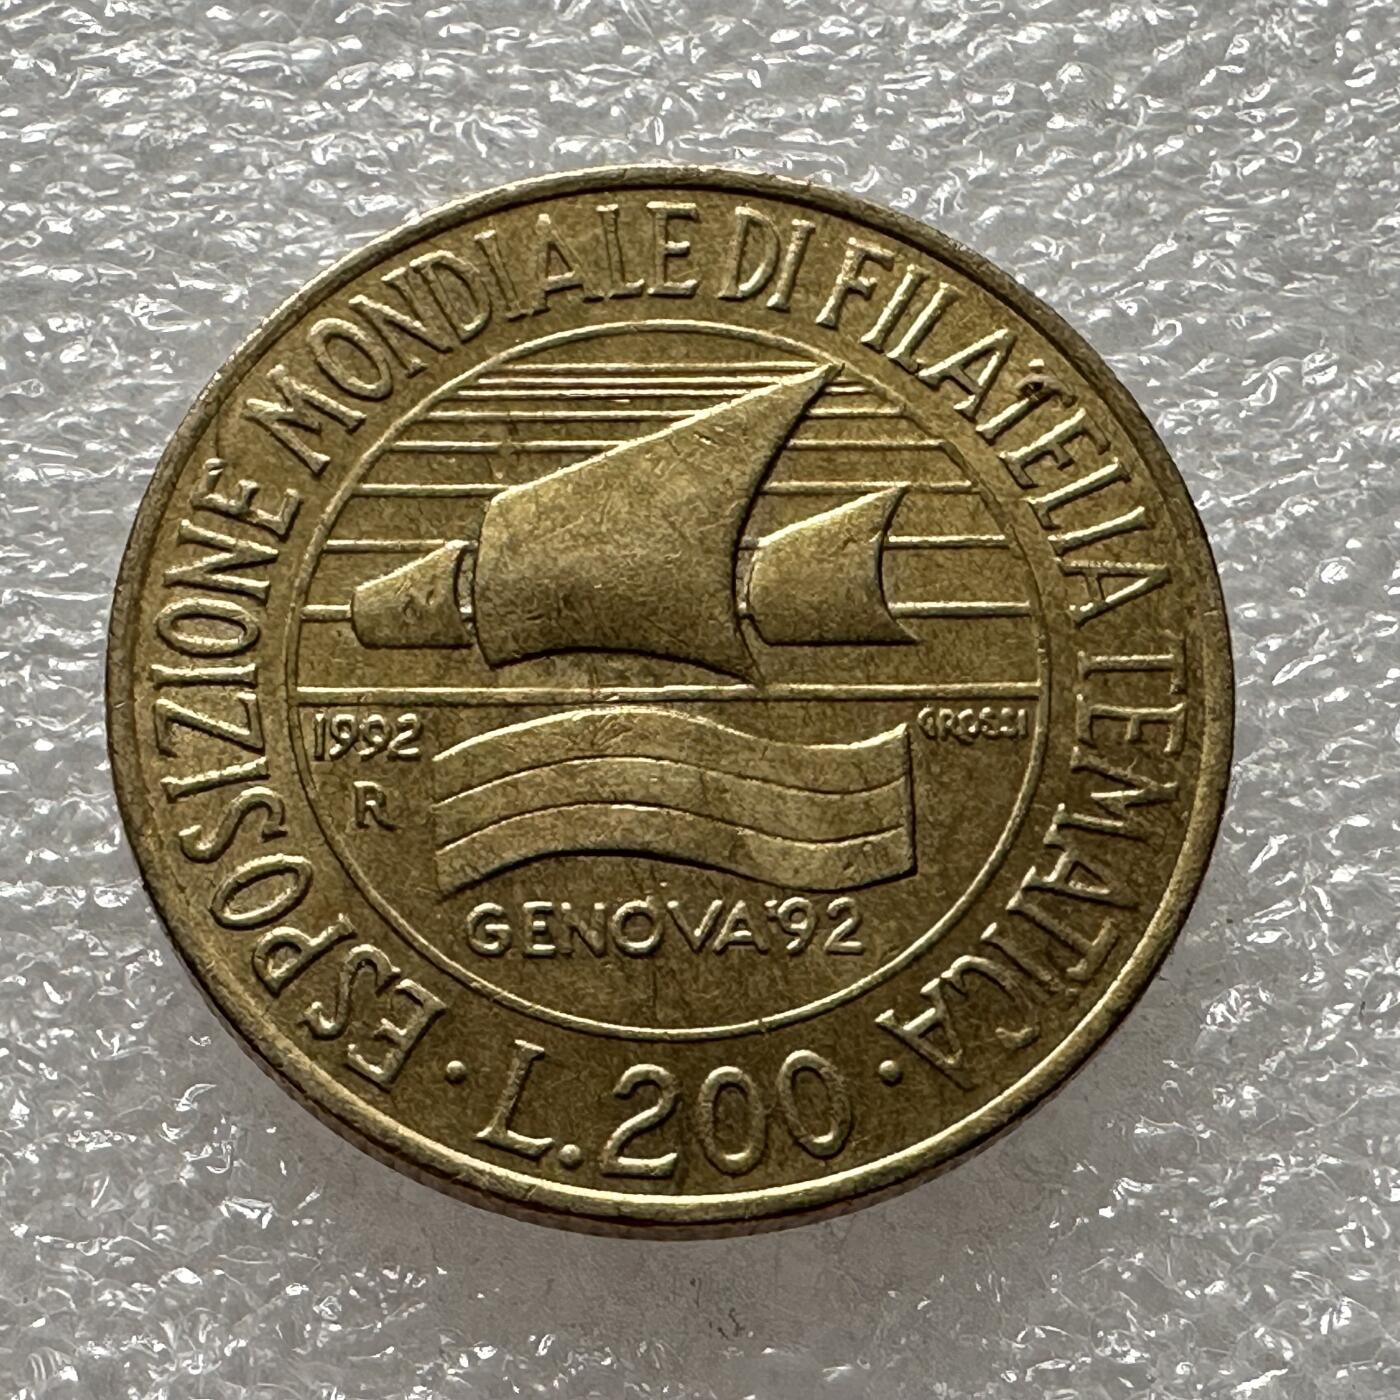 ESPOSIZIONE MONDIALE DI FILATELIA TEMATICA
1992
GROSSI
R
GENOVA '92
· L.200 ·